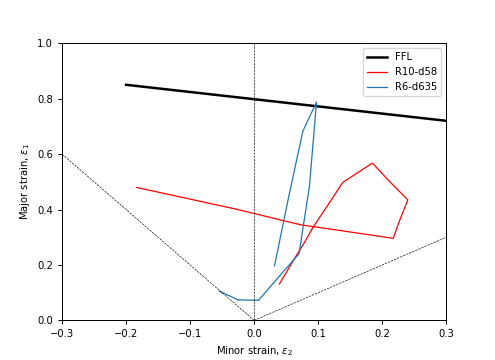 FFL
R10-d58
R6-d635
1.0
0.8
0.6
0.4
0.2
0.0
Major strain, ε1
−0.3 −0.2 −0.1 0.0 0.1 0.2 0.3
Minor strain, ε2